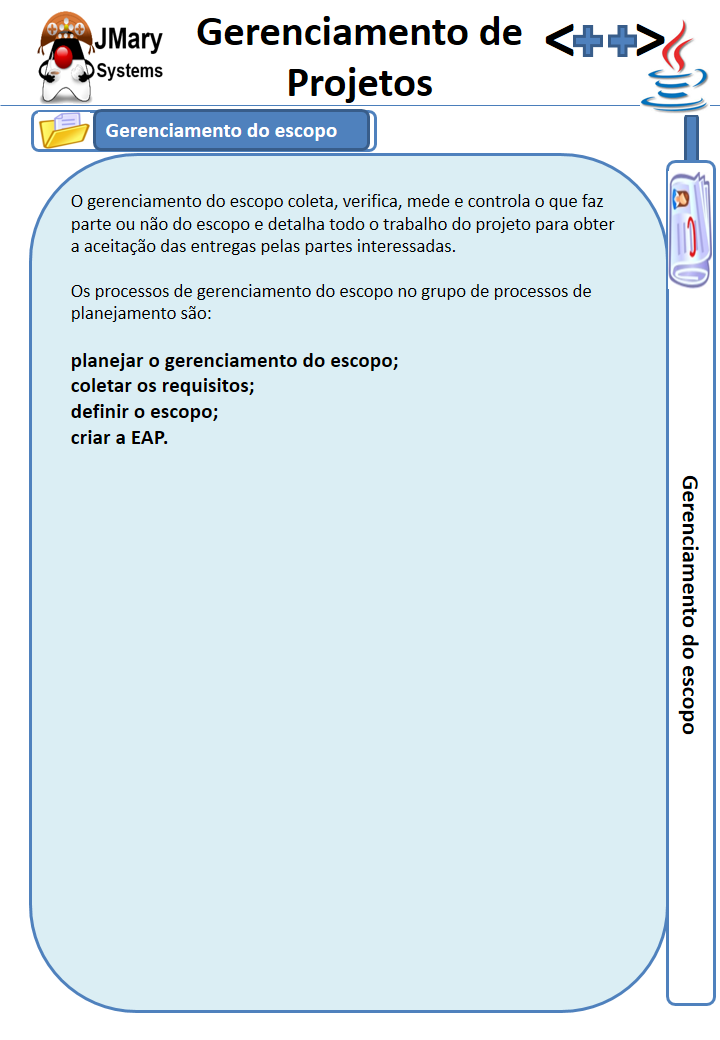 JMary
Systems
Gerenciamento de
Projetos
<++>
Gerenciamento do escopo
O gerenciamento do escopo coleta, verifica, mede e controla o que faz
parte ou não do escopo e detalha todo o trabalho do projeto para obter
a aceitação das entregas pelas partes interessadas.
Os processos de gerenciamento do escopo no grupo de processos de
planejamento são:
planejar o gerenciamento do escopo;
coletar os requisitos;
definir o escopo;
criar a EAP.
Gerenciamento do escopo